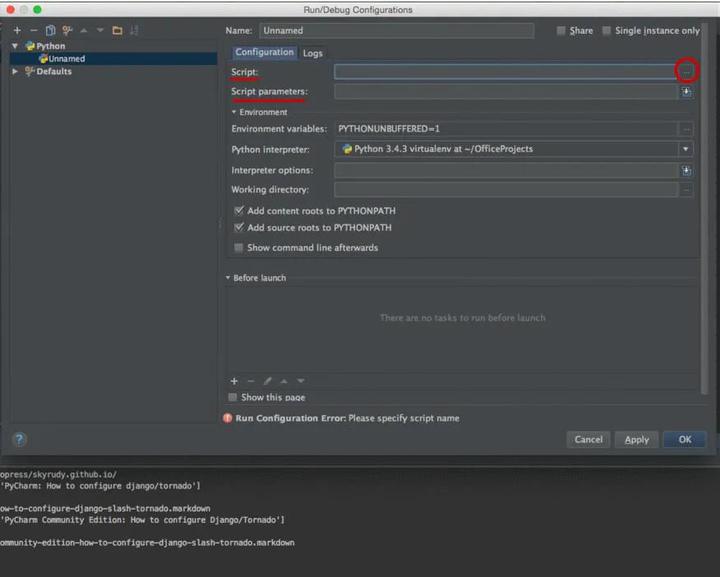 Run/Debug Configurations
Python
Unnamed
Defaults
Name: Unnamed
Share
Single instance only
Configuration Logs
Script:
...
Script parameters:
Environment
Environment variables: PYTHONUNBUFFERED=1 ...
Python interpreter: Python 3.4.3 virtualenv at ~/OfficeProjects
Interpreter options:
Working directory: ...
Add content roots to PYTHONPATH
Add source roots to PYTHONPATH
Show command line afterwards
Before launch
There are no tasks to run before launch
Show this page
Run Configuration Error: Please specify script name
? Cancel Apply OK
opress/skyrudy.github.io/
'PyCharm: How to configure django/tornado']
ow-to-configure-django-slash-tornado.markdown
'PyCharm Community Edition: How to configure Django/Tornado']
ommunity-edition-how-to-configure-django-slash-tornado.markdown